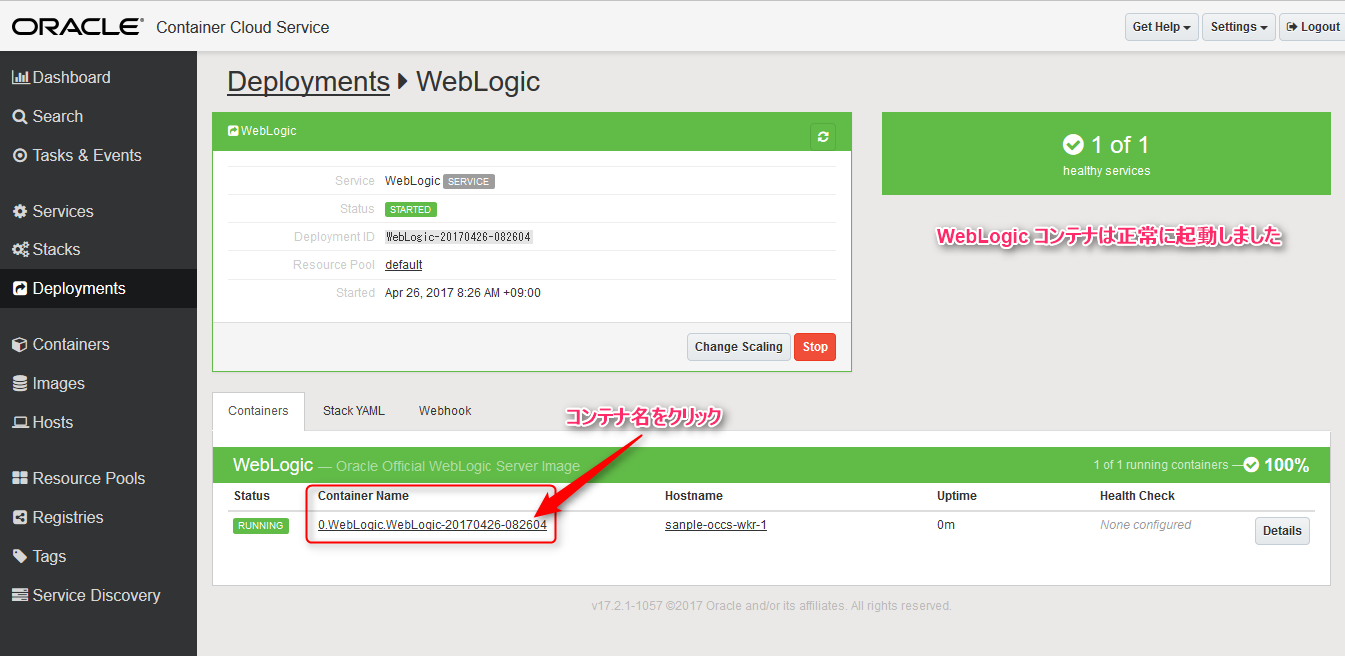 ORACLE® Container Cloud Service
Get Help Settings Logout
Dashboard
Search
Tasks & Events
Services
Stacks
Deployments
Containers
Images
Hosts
Resource Pools
Registries
Tags
Service Discovery
Deployments WebLogic
WebLogic
Service WebLogic SERVICE
Status STARTED
Deployment ID WebLogic-20170426-082604
Resource Pool default
Started Apr 26, 2017 8:26 AM +09:00
Change Scaling Stop
1 of 1
healthy services
WebLogic コンテナは正常に起動しました
Containers Stack YAML Webhook
コンテナ名をクリック
WebLogic — Oracle Official WebLogic Server Image 1 of 1 running containers — 100%
Status Container Name Hostname Uptime Health Check
RUNNING 0.WebLogic.WebLogic-20170426-082604 sanple-occs-wkr-1 0m None configured Details
v17.2.1-1057 ©2017 Oracle and/or its affiliates. All rights reserved.